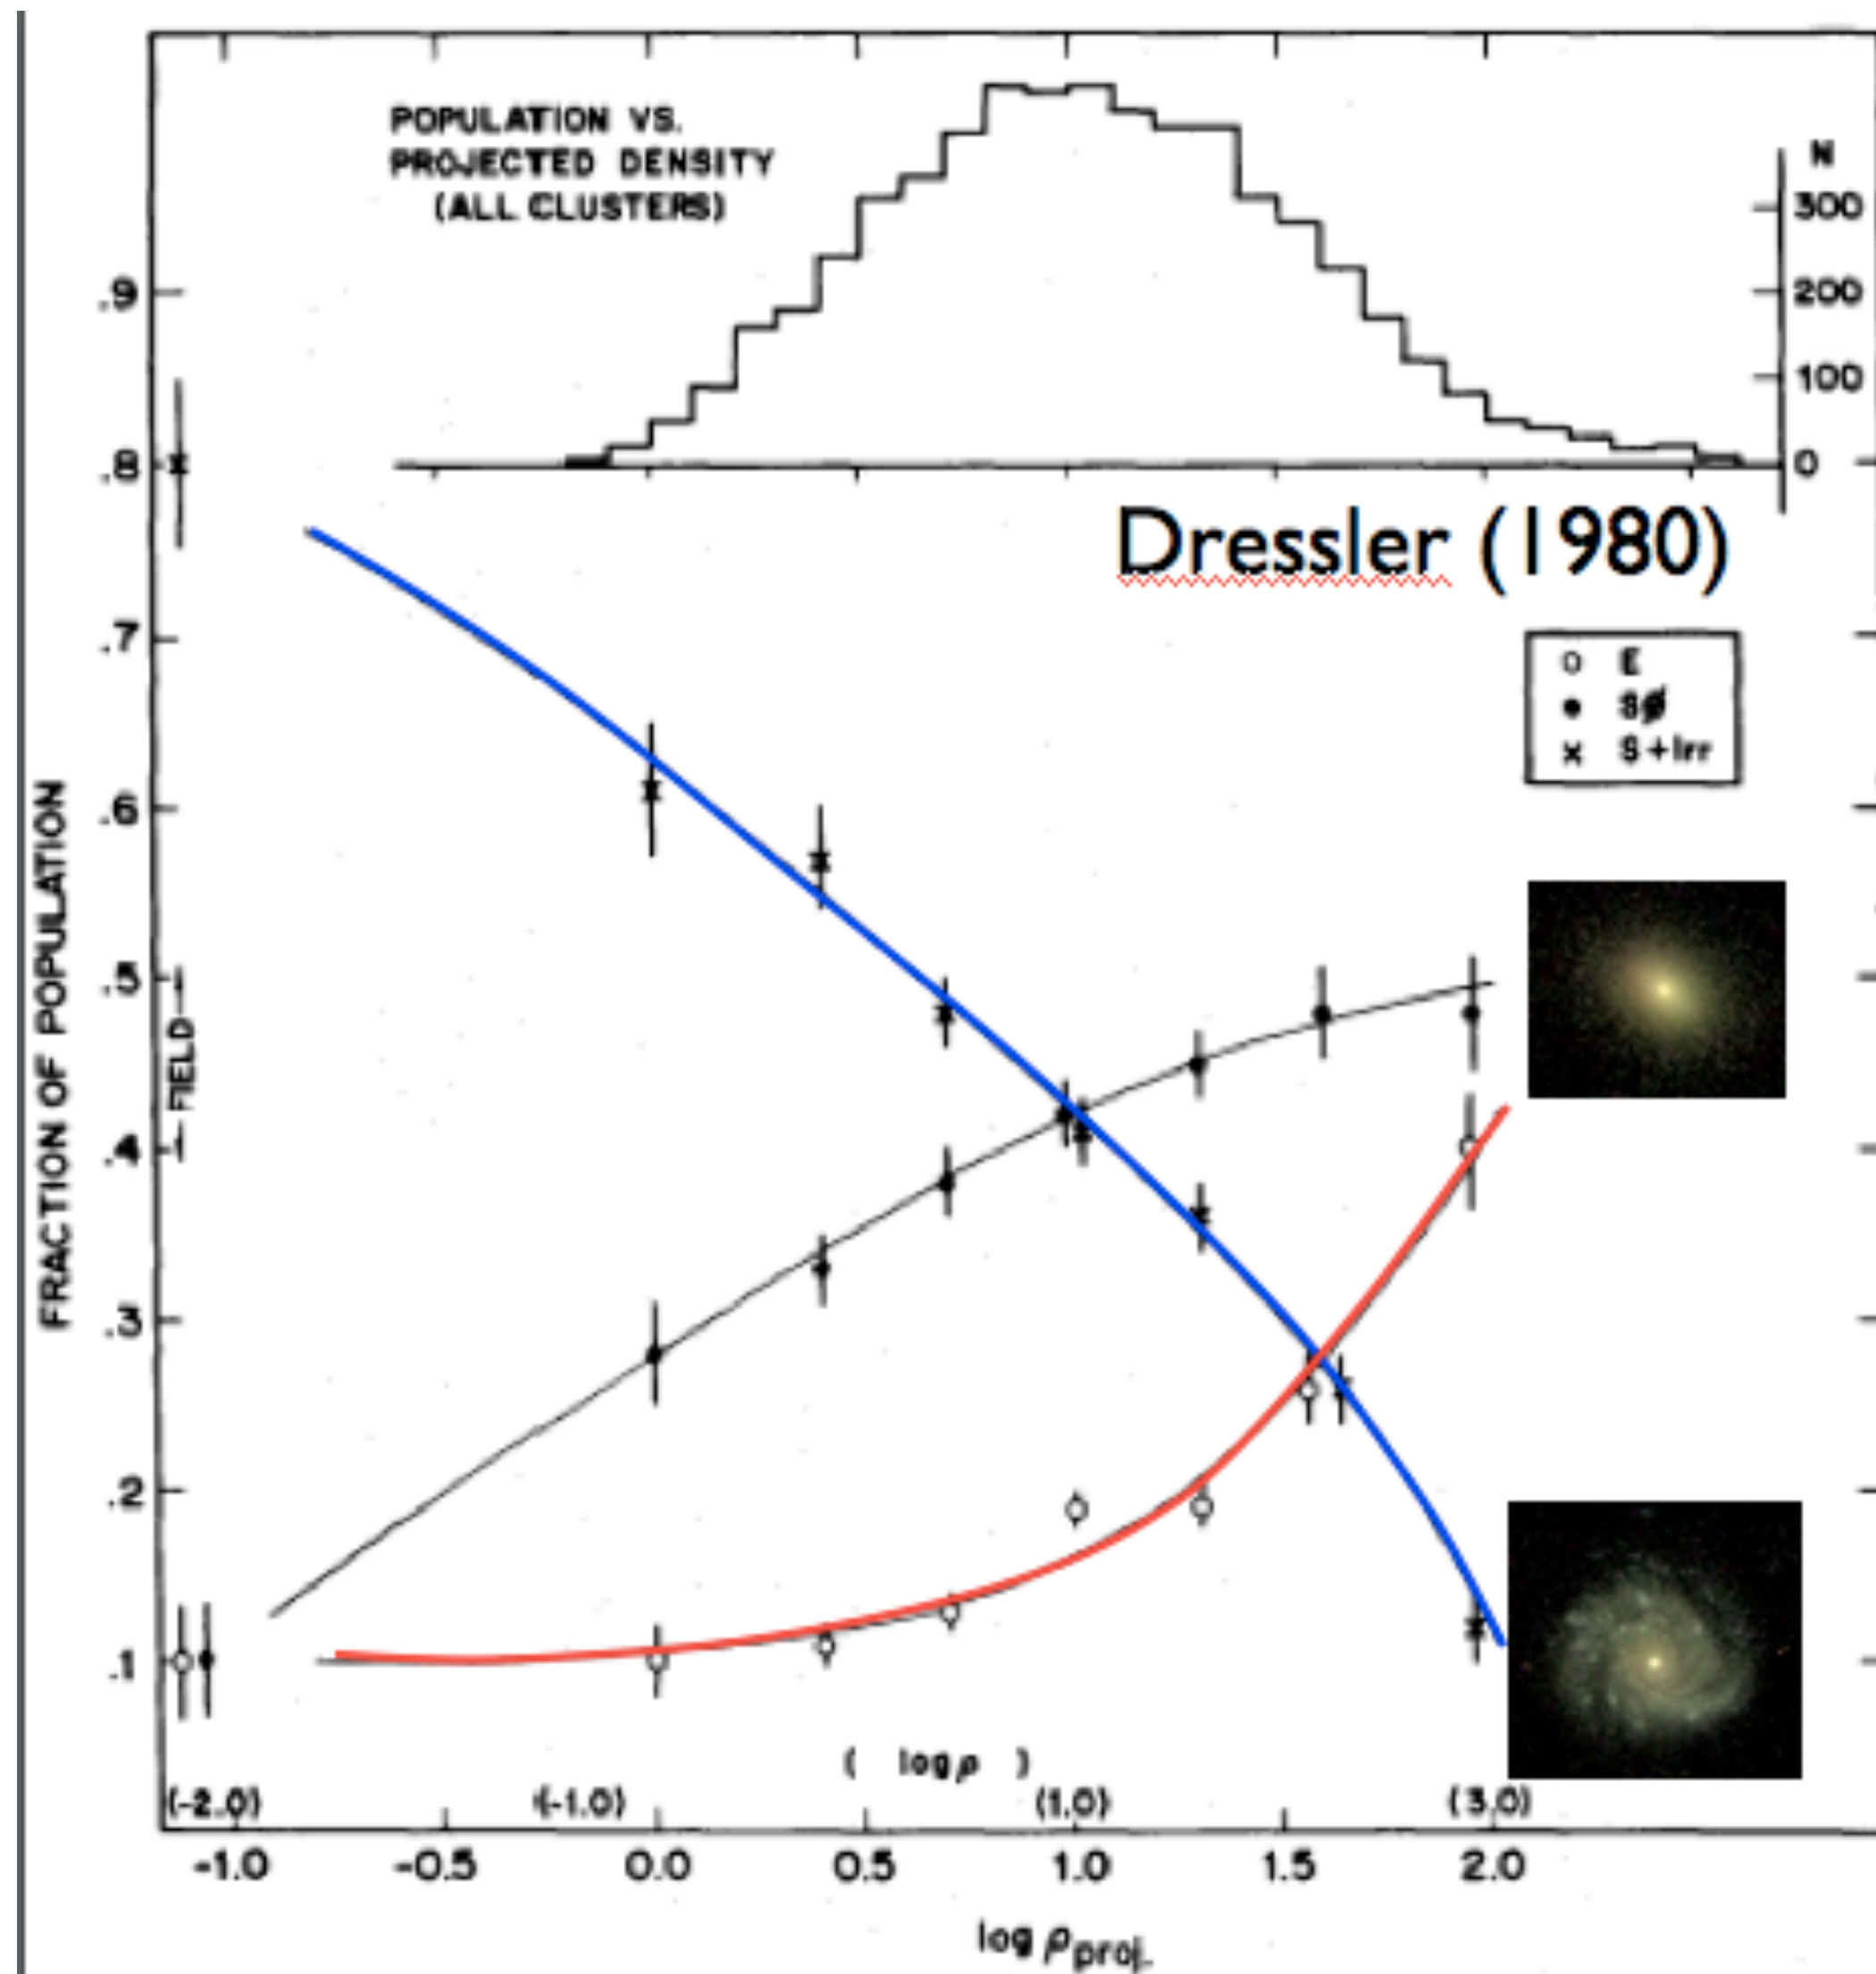 POPULATION VS.
PROJECTED DENSITY
(ALL CLUSTERS)
N
300
200
100
0
Dressler (1980)
E
SØ
S+Irr
FRACTION OF POPULATION
.9
.8
.7
.6
.5
.4
.3
.2
.1
FIELD
( log ρ )
(-2.0) (-1.0) (1.0) (3.0)
-1.0 -0.5 0.0 0.5 1.0 1.5 2.0
log ρproj.